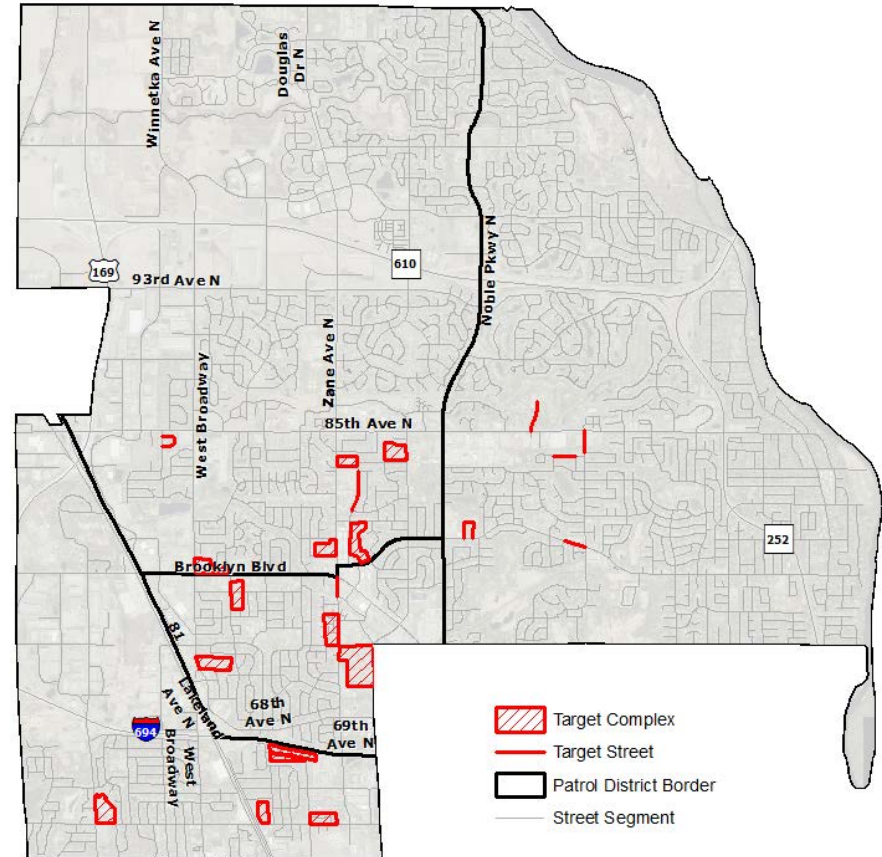 Winnetka Ave N
Douglas
Dr N
Noble Pkwy N
610
169
93rd Ave N
Zane Ave N
West Broadway
85th Ave N
252
Brooklyn Blvd
81
Lakeland
Ave N
68th
Ave N
69th
Ave N
694
West
Broadway
Target Complex
Target Street
Patrol District Border
Street Segment